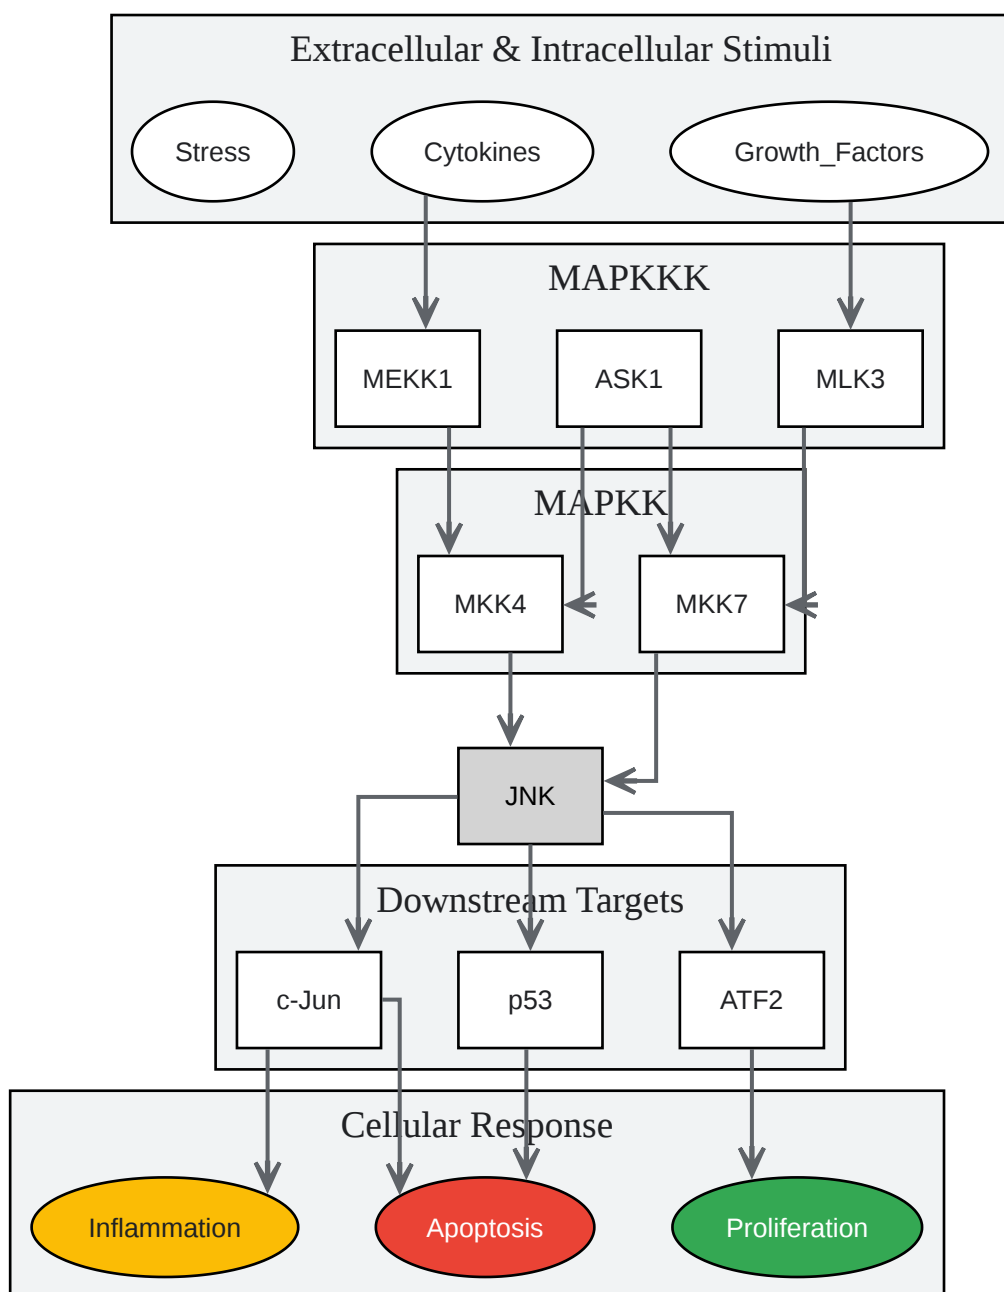 Extracellular & Intracellular Stimuli
Stress
Cytokines
Growth_Factors
MAPKKK
MEKK1
ASK1
MLK3
MAPKK
MKK4
MKK7
JNK
Downstream Targets
c-Jun
p53
ATF2
Cellular Response
Inflammation
Apoptosis
Proliferation